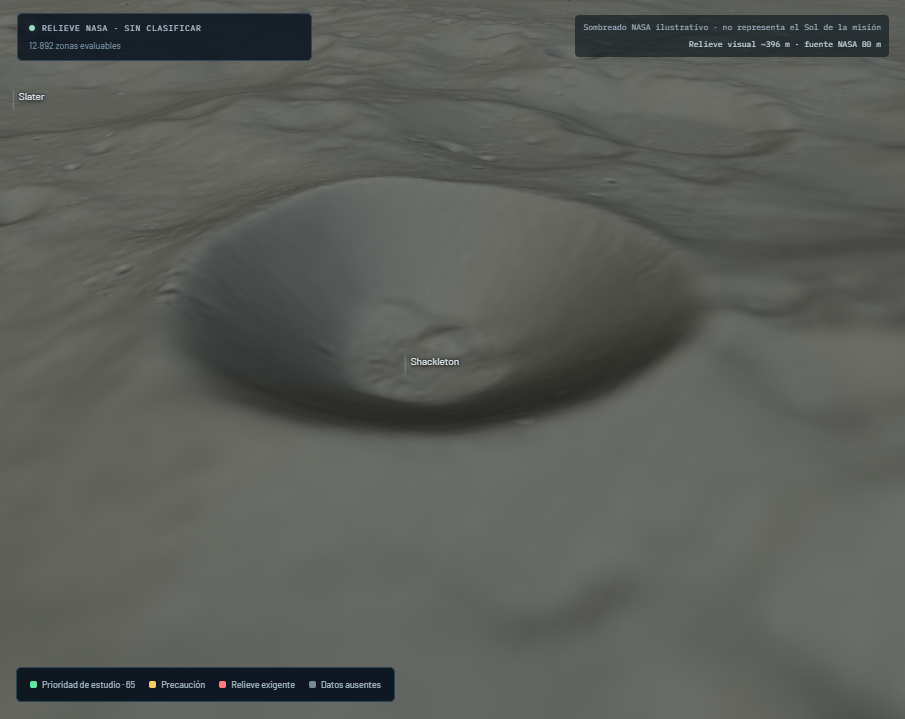 RELIEVE NASA · SIN CLASIFICAR
12·892 zonas evaluables
Sombreado NASA ilustrativo · no representa el Sol de la misión
Relieve visual ~396 m · fuente NASA 80 m
Slater
Shackleton
Prioridad de estudio · 65
Precaución
Relieve exigente
Datos ausentes